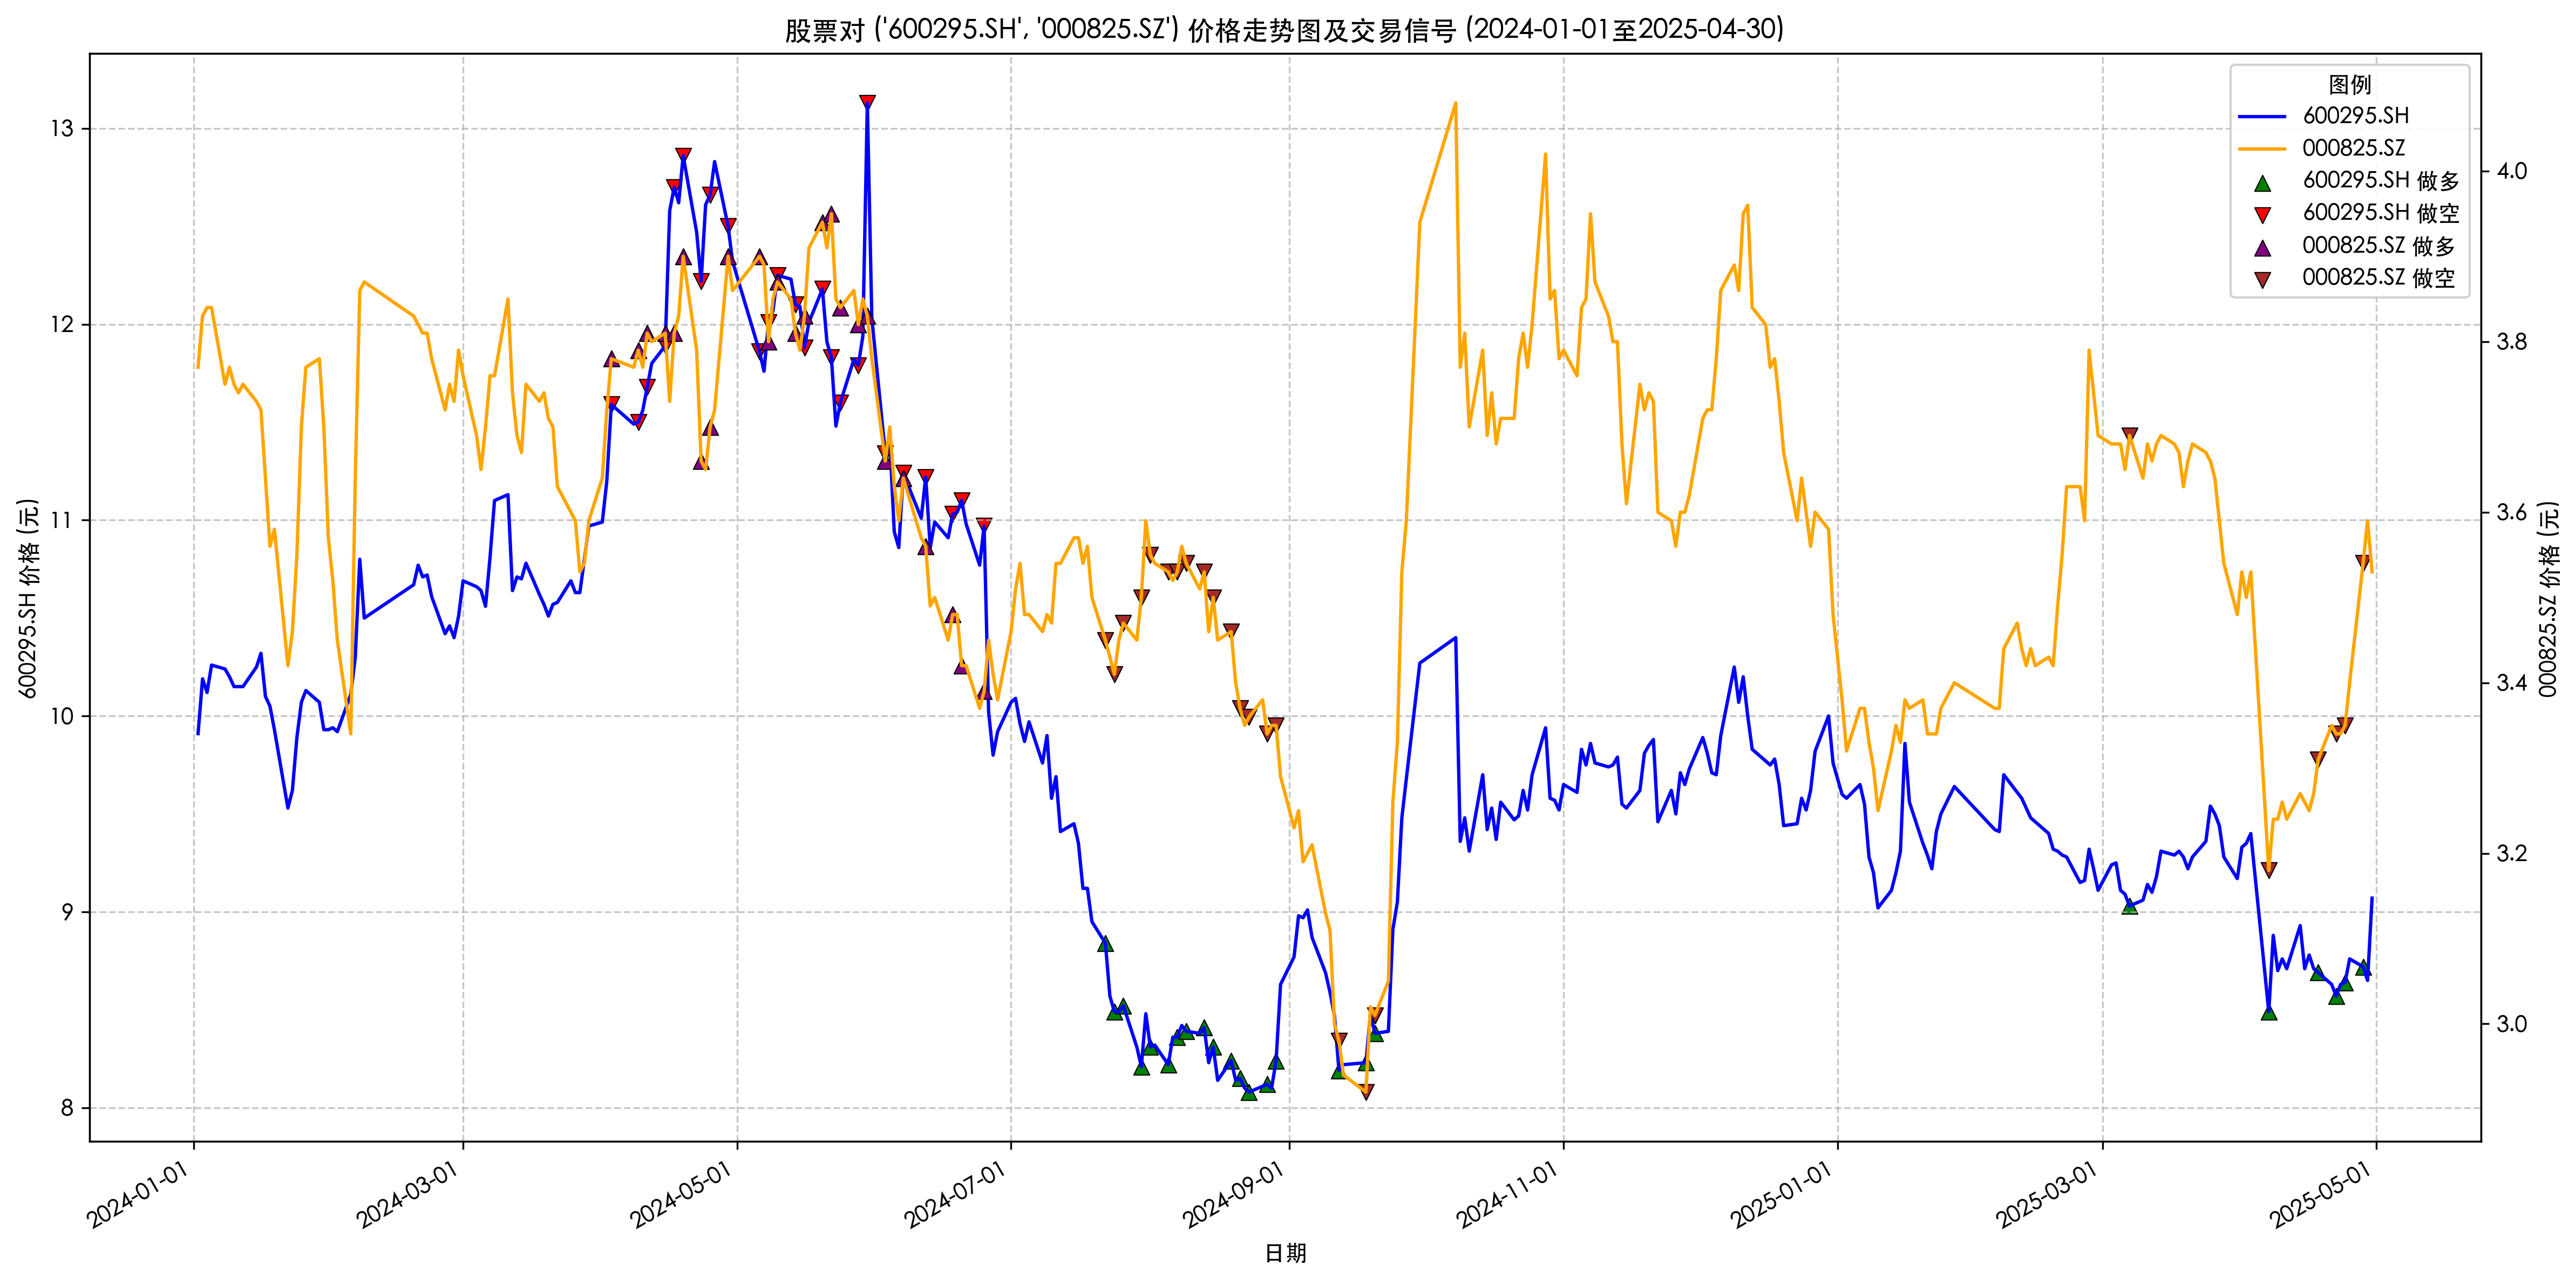 股票对 ('600295.SH', '000825.SZ') 价格走势图及交易信号 (2024-01-01至2025-04-30)
图例
600295.SH
000825.SZ
600295.SH 做多
600295.SH 做空
000825.SZ 做多
000825.SZ 做空
600295.SH 价格 (元)
13
12
11
10
9
8
000825.SZ 价格 (元)
4.0
3.8
3.6
3.4
3.2
3.0
2024-01-01
2024-03-01
2024-05-01
2024-07-01
2024-09-01
2024-11-01
2025-01-01
2025-03-01
2025-05-01
日期